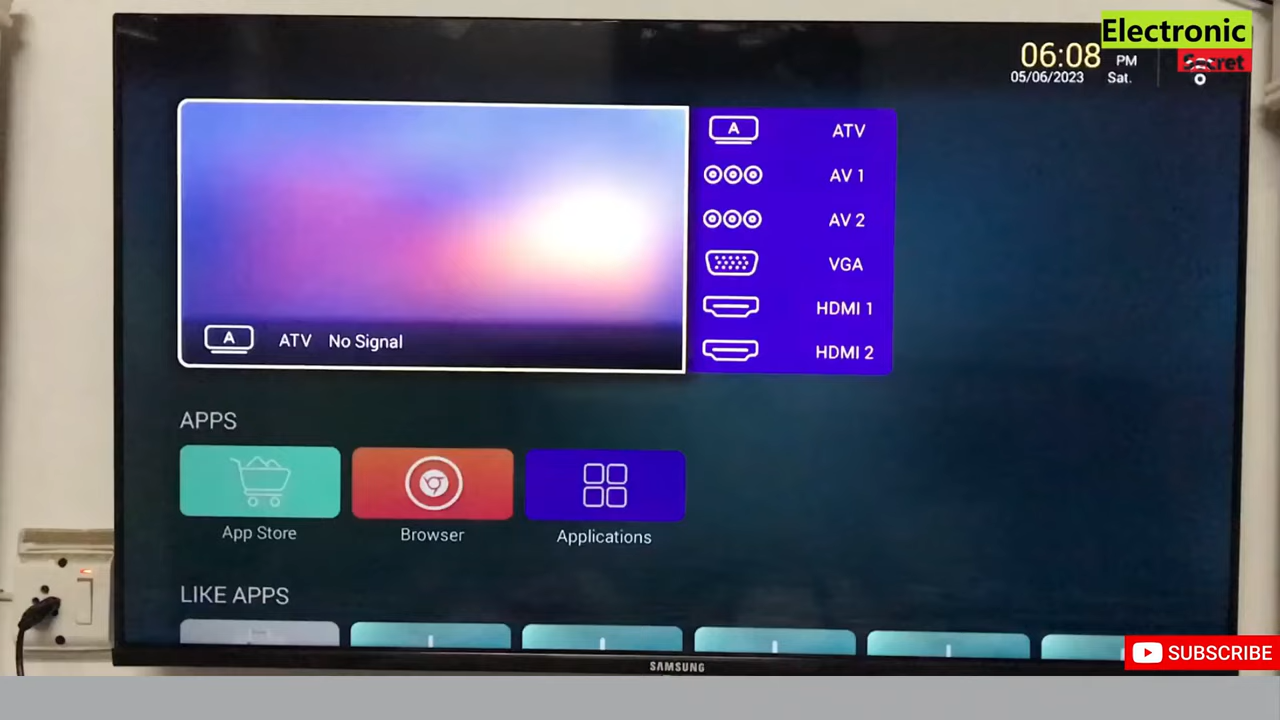 Electronic
Secret
06:08 PM
05/06/2023 Sat.
A ATV
AV 1
AV 2
VGA
HDMI 1
HDMI 2
A ATV No Signal
APPS
App Store
Browser
Applications
LIKE APPS
SAMSUNG
SUBSCRIBE